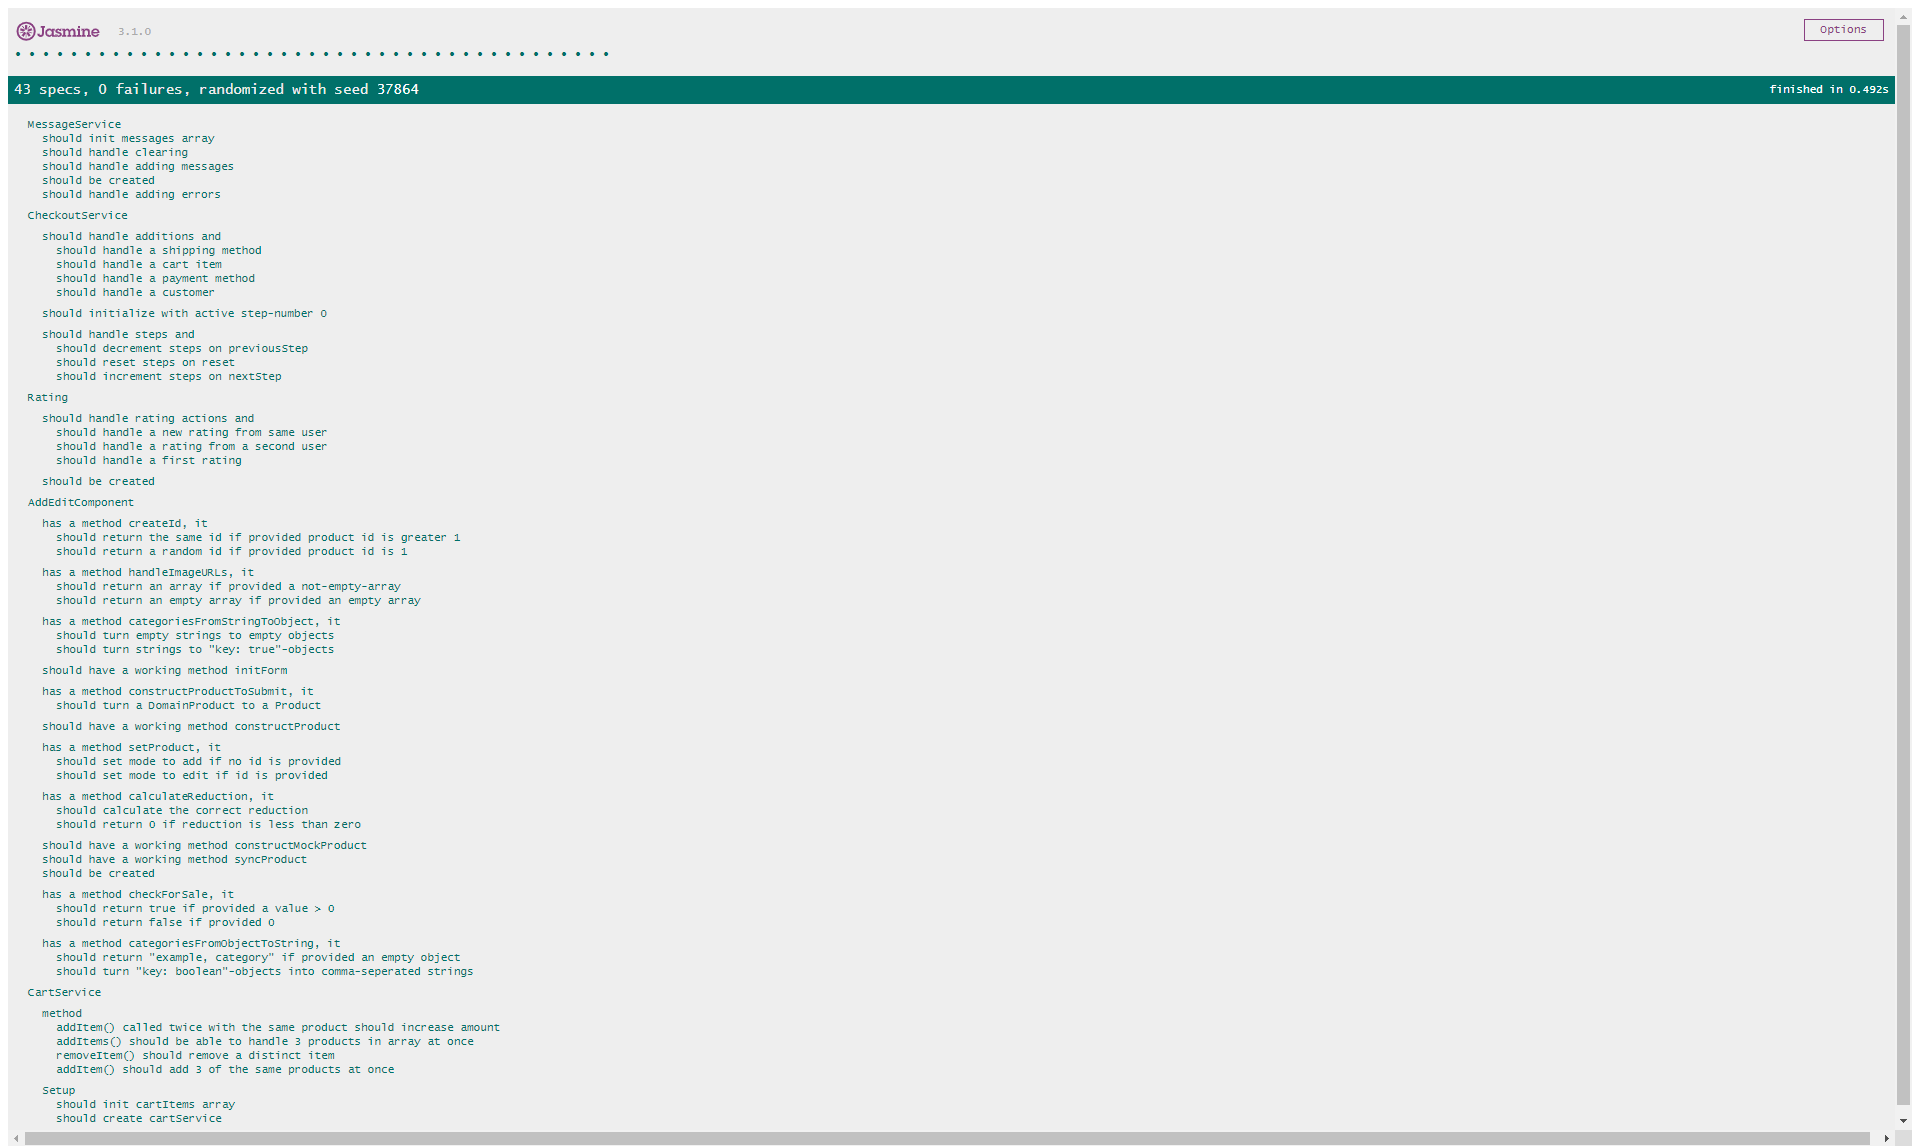 Jasmine 3.1.0
Options
43 specs, 0 failures, randomized with seed 37864
finished in 0.492s
MessageService
should init messages array
should handle clearing
should handle adding messages
should be created
should handle adding errors
CheckoutService
should handle additions and
should handle a shipping method
should handle a cart item
should handle a payment method
should handle a customer
should initialize with active step-number 0
should handle steps and
should decrement steps on previousStep
should reset steps on reset
should increment steps on nextStep
Rating
should handle rating actions and
should handle a new rating from same user
should handle a rating from a second user
should handle a first rating
should be created
AddEditComponent
has a method createId, it
should return the same id if provided product id is greater 1
should return a random id if provided product id is 1
has a method handleImageURLs, it
should return an array if provided a not-empty-array
should return an empty array if provided an empty array
has a method categoriesFromStringToObject, it
should turn empty strings to empty objects
should turn strings to "key: true"-objects
should have a working method initForm
has a method constructProductToSubmit, it
should turn a DomainProduct to a Product
should have a working method constructProduct
has a method setProduct, it
should set mode to add if no id is provided
should set mode to edit if id is provided
has a method calculateReduction, it
should calculate the correct reduction
should return 0 if reduction is less than zero
should have a working method constructMockProduct
should have a working method syncProduct
should be created
has a method checkForSale, it
should return true if provided a value > 0
should return false if provided 0
has a method categoriesFromObjectToString, it
should return "example, category" if provided an empty object
should turn "key: boolean"-objects into comma-seperated strings
CartService
method
addItem() called twice with the same product should increase amount
addItems() should be able to handle 3 products in array at once
removeItem() should remove a distinct item
addItem() should add 3 of the same products at once
Setup
should init cartItems array
should create cartService